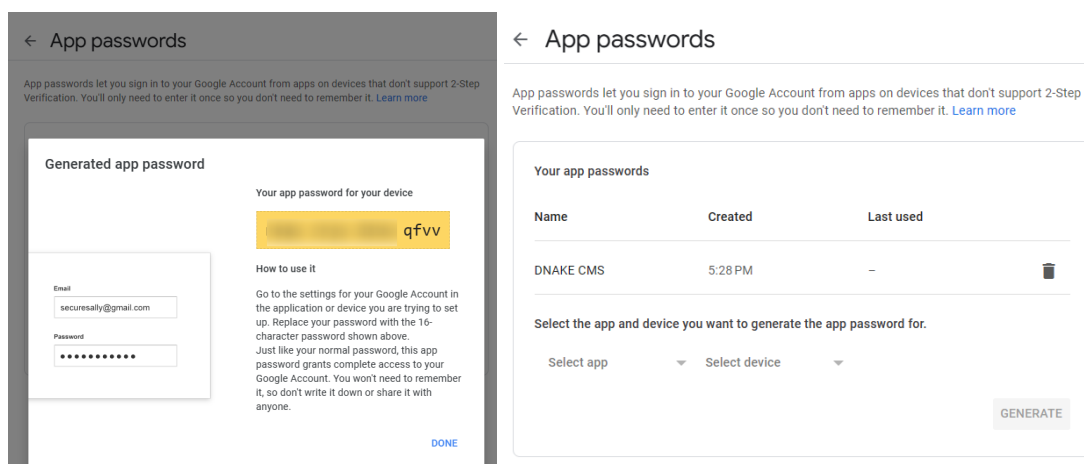 ← App passwords
App passwords let you sign in to your Google Account from apps on devices that don't support 2-Step
Verification. You'll only need to enter it once so you don't need to remember it. Learn more
Generated app password
Your app password for your device
qfvv
How to use it
Go to the settings for your Google Account in
the application or device you are trying to set
up. Replace your password with the 16-
character password shown above.
Just like your normal password, this app
password grants complete access to your
Google Account. You won't need to remember
it, so don't write it down or share it with
anyone.
Email
securesally@gmail.com
Password
●●●●●●●●●●●
DONE
← App passwords
App passwords let you sign in to your Google Account from apps on devices that don't support 2-Step
Verification. You'll only need to enter it once so you don't need to remember it. Learn more
Your app passwords
Name Created Last used
DNAKE CMS 5:28 PM –
Select the app and device you want to generate the app password for.
Select app Select device
GENERATE